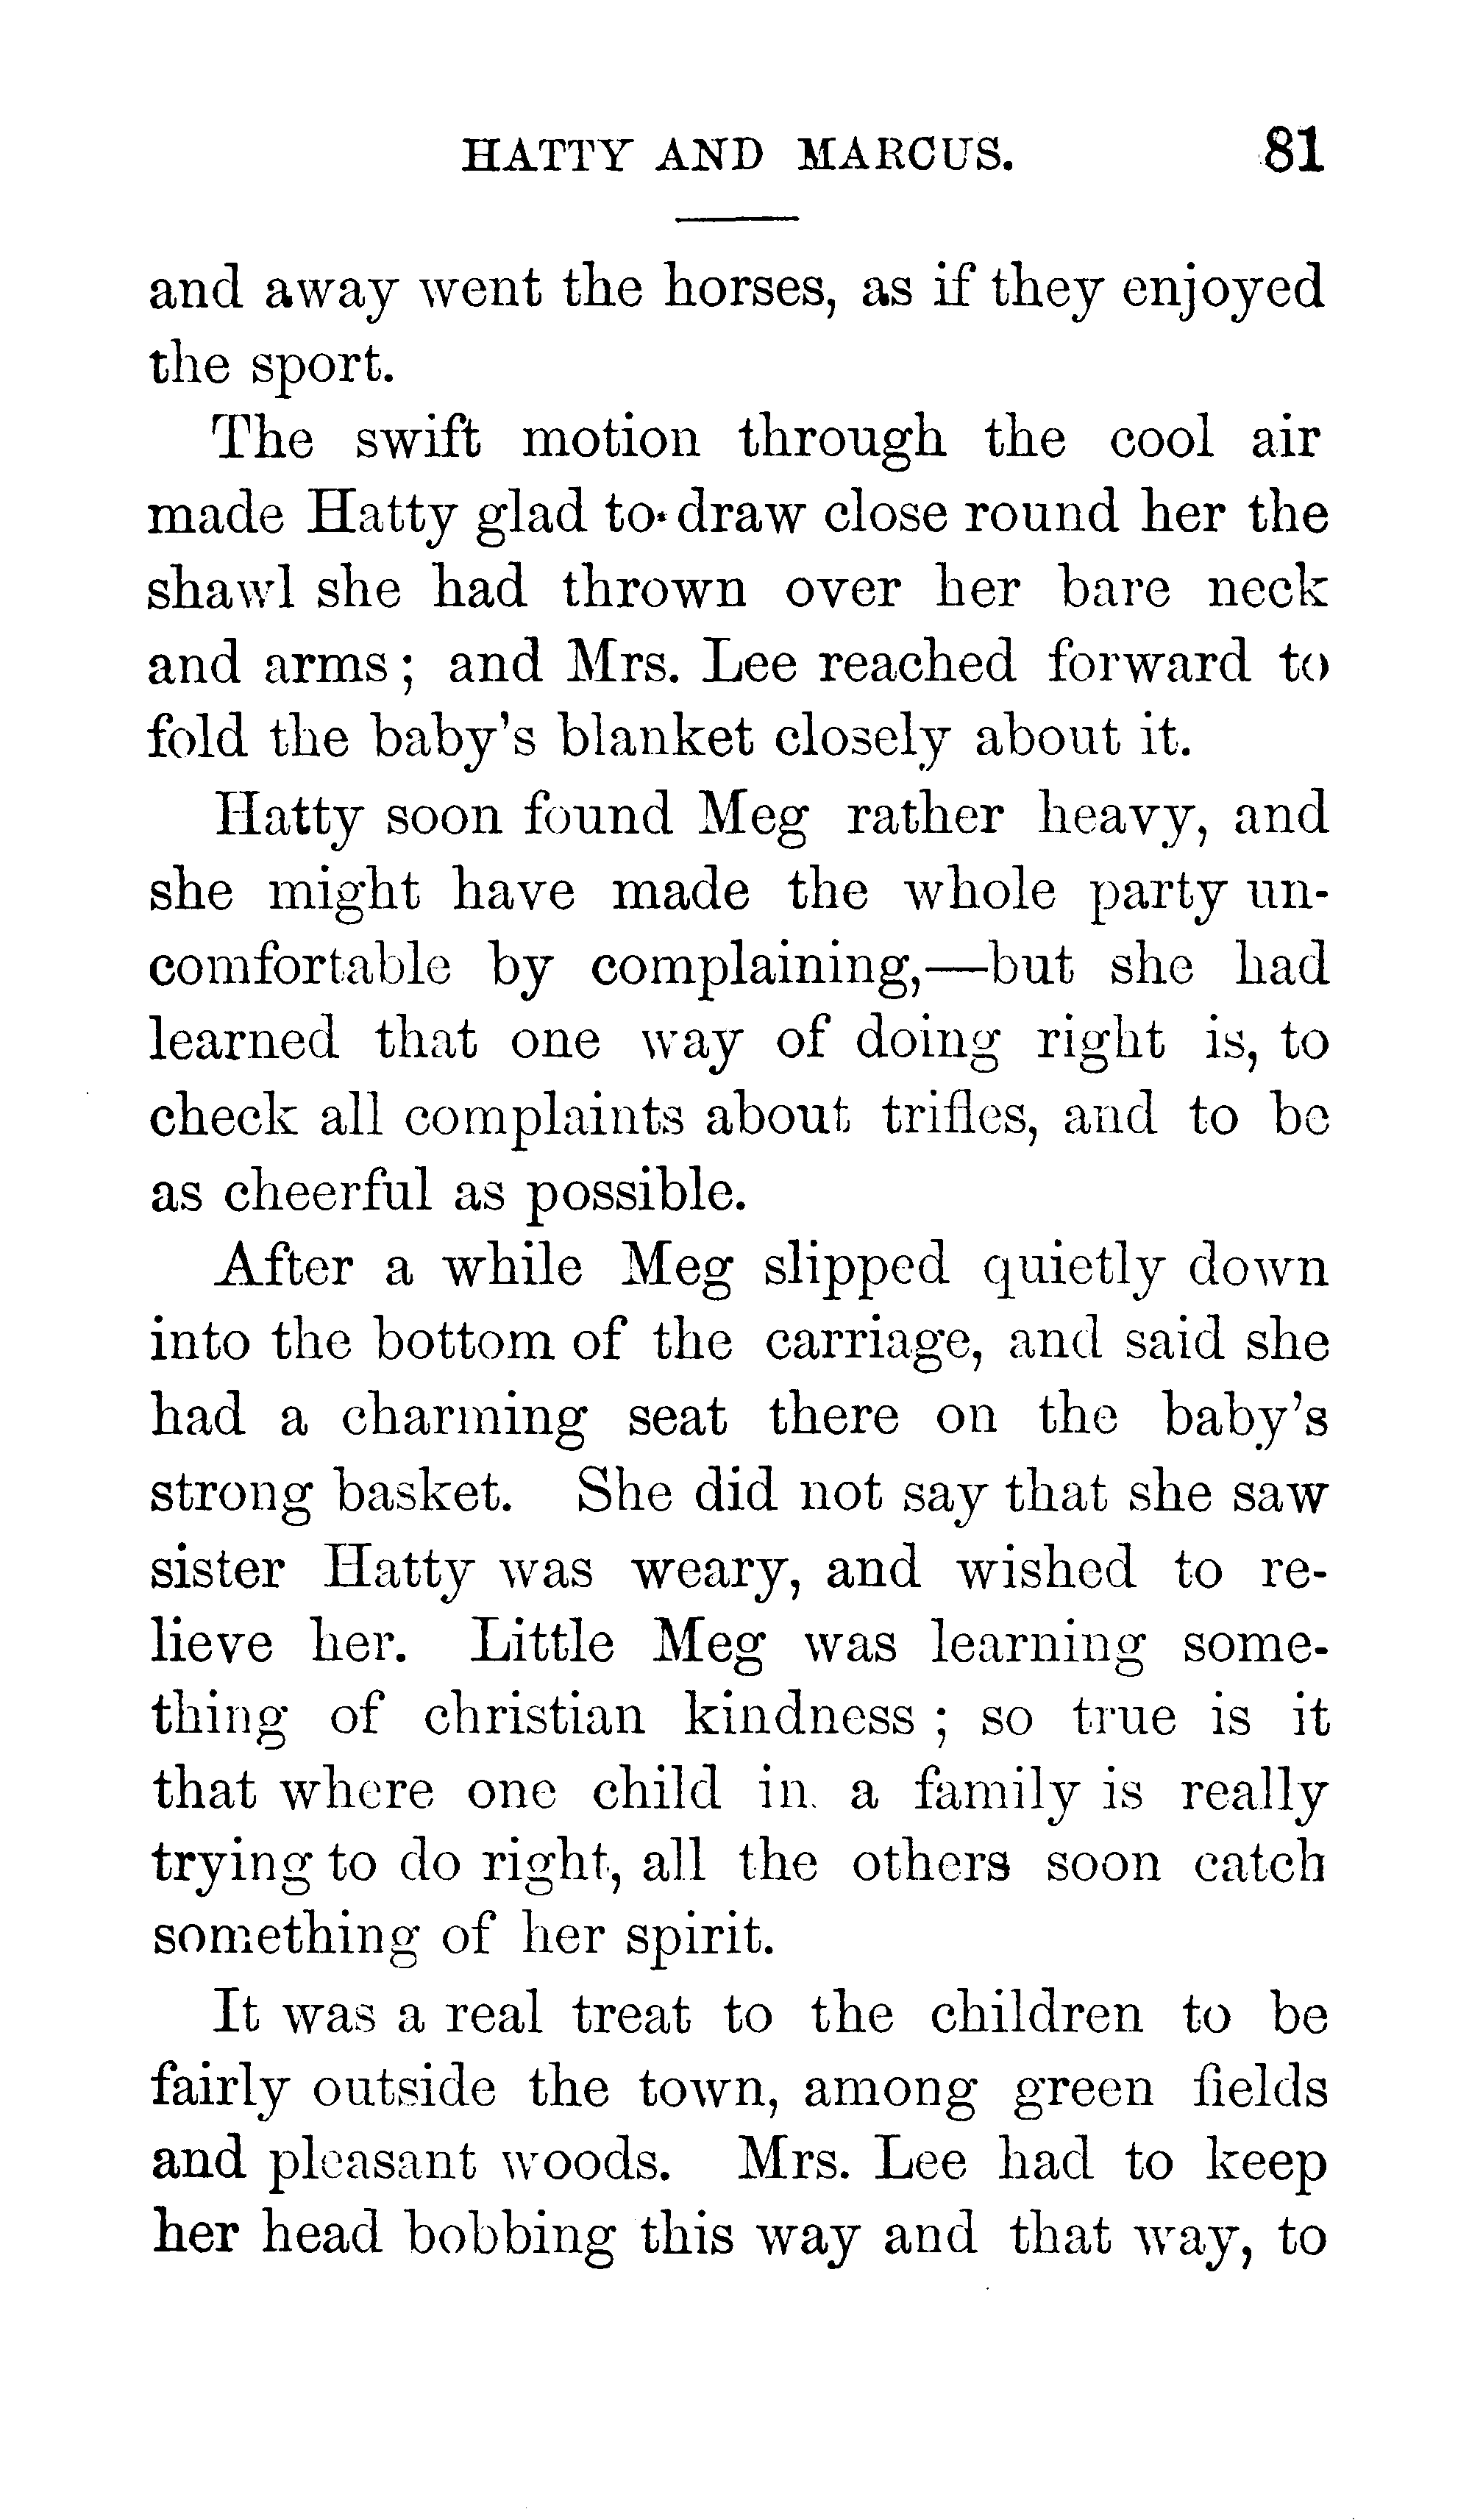 HATTY AND MARCUS. 81
and away went the horses, as if they enjoyed
the sport.
The swift motion through the cool air
made Hatty glad to draw close round her the
shawl she had thrown over her bare neck
and arms; and Mrs. Lee reached forward to
fold the baby's blanket closely about it.
Hatty soon found Meg rather heavy, and
she might have made the whole party un-
comfortable by complaining,—but she had
learned that one way of doing right is, to
check all complaints about trifles, and to be
as cheerful as possible.
After a while Meg slipped quietly down
into the bottom of the carriage, and said she
had a charming seat there on the baby's
strong basket. She did not say that she saw
sister Hatty was weary, and wished to re-
lieve her. Little Meg was learning some-
thing of christian kindness; so true is it
that where one child in a family is really
trying to do right, all the others soon catch
something of her spirit.
It was a real treat to the children to be
fairly outside the town, among green fields
and pleasant woods. Mrs. Lee had to keep
her head bobbing this way and that way, to